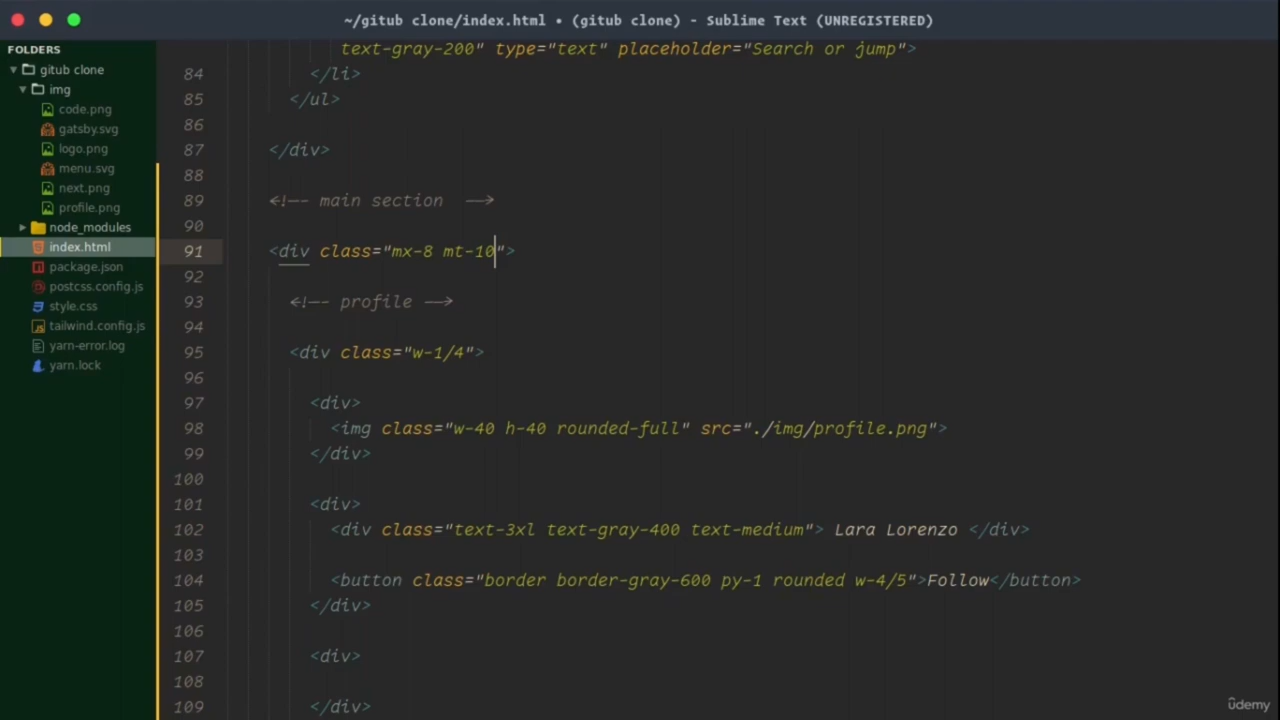 ~/gitub clone/index.html • (gitub clone) - Sublime Text (UNREGISTERED)
FOLDERS
gitub clone
img
code.png
gatsby.svg
logo.png
menu.svg
next.png
profile.png
node_modules
index.html
package.json
postcss.config.js
style.css
tailwind.config.js
yarn-error.log
yarn.lock
text-gray-200" type="text" placeholder="Search or jump">
84 </li>
85 </ul>
86
87 </div>
88
89 <!-- main section -->
90
91 <div class="mx-8 mt-10">
92
93 <!-- profile -->
94
95 <div class="w-1/4">
96
97 <div>
98 <img class="w-40 h-40 rounded-full" src="./img/profile.png">
99 </div>
100
101 <div>
102 <div class="text-3xl text-gray-400 text-medium"> Lara Lorenzo </div>
103
104 <button class="border border-gray-600 py-1 rounded w-4/5">Follow</button>
105 </div>
106
107 <div>
108
109 </div>
ûdemy